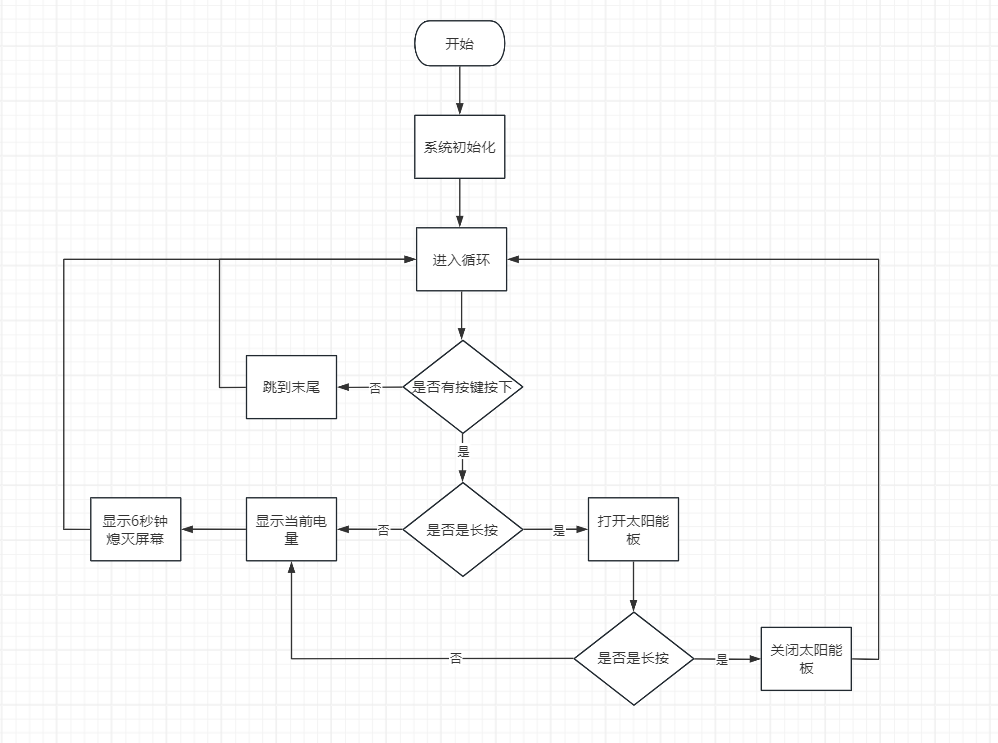 开始
系统初始化
进入循环
是否有按键按下
否
跳到末尾
是
显示6秒钟
熄灭屏幕
显示当前电
量
否
是否是长按
是
打开太阳能
板
否
是否是长按
是
关闭太阳能
板